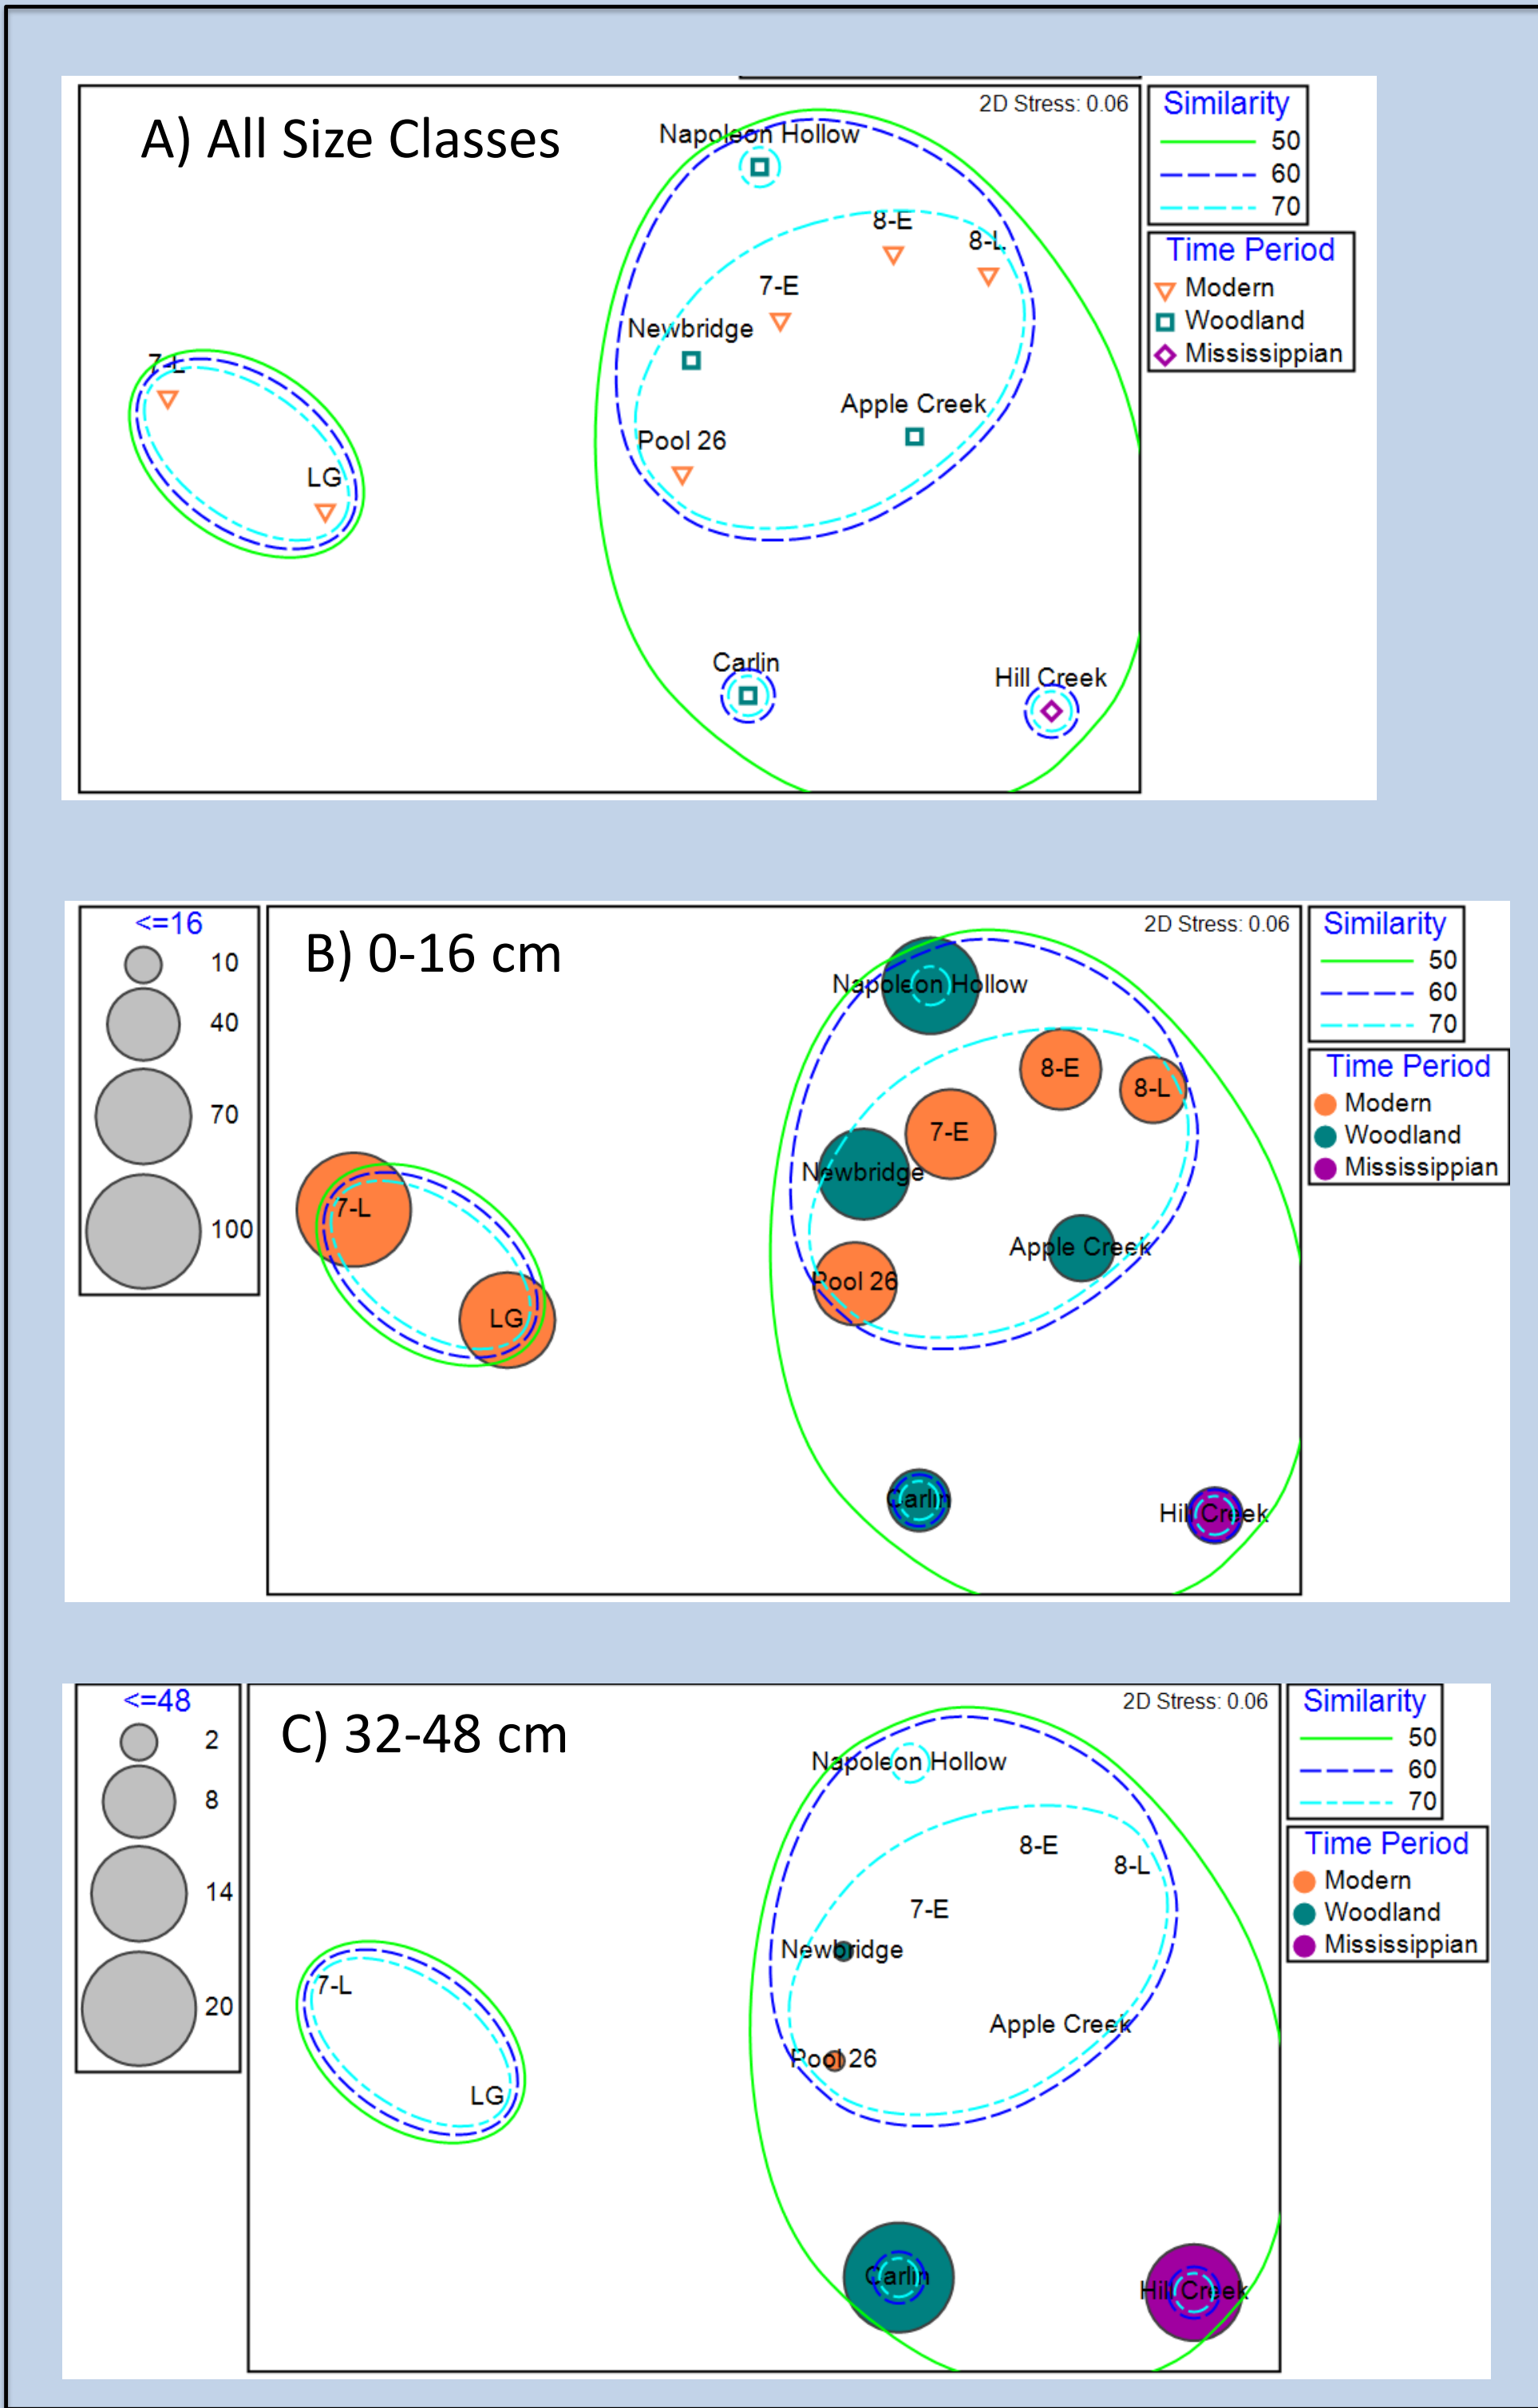 A) All Size Classes
2D Stress: 0.06
Napoleon Hollow
8-E
8-L
7-E
Newbridge
7-L
Apple Creek
Pool 26
LG
Carlin
Hill Creek
Similarity
50
60
70
Time Period
Modern
Woodland
Mississippian
<=16
10
40
70
100
B) 0-16 cm
2D Stress: 0.06
Napoleon Hollow
8-E
8-L
7-E
Newbridge
7-L
Apple Creek
Pool 26
LG
Carlin
Hill Creek
Similarity
50
60
70
Time Period
Modern
Woodland
Mississippian
<=48
2
8
14
20
C) 32-48 cm
2D Stress: 0.06
Napoleon Hollow
8-E
8-L
7-E
Newbridge
7-L
Apple Creek
Pool 26
LG
Carlin
Hill Creek
Similarity
50
60
70
Time Period
Modern
Woodland
Mississippian